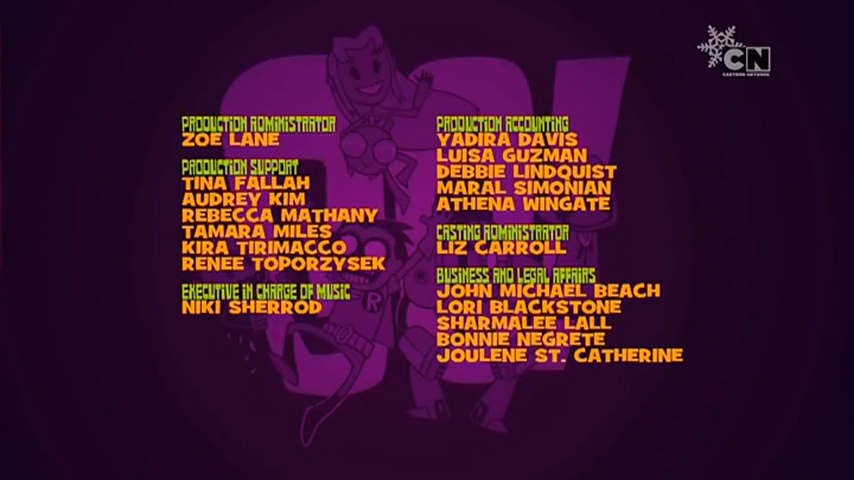 CN
CARTOON NETWORK
PRODUCTION ADMINISTRATOR
ZOE LANE
PRODUCTION SUPPORT
TINA FALLAH
AUDREY KIM
REBECCA MATHANY
TAMARA MILES
KIRA TIRIMACCO
RENEE TOPORZYSEK
EXECUTIVE IN CHARGE OF MUSIC
NIKI SHERROD
PRODUCTION ACCOUNTING
YADIRA DAVIS
LUISA GUZMAN
DEBBIE LINDQUIST
MARAL SIMONIAN
ATHENA WINGATE
CASTING ADMINISTRATOR
LIZ CARROLL
BUSINESS AND LEGAL AFFAIRS
JOHN MICHAEL BEACH
LORI BLACKSTONE
SHARMALEE LALL
BONNIE NEGRETE
JOULENE ST. CATHERINE
GO!
R